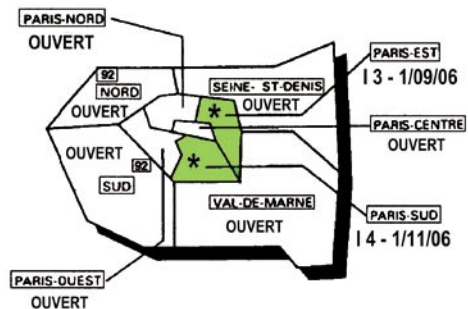 PARIS-NORD
OUVERT
92
NORD
OUVERT
SEINE- ST-DENIS
OUVERT
PARIS-EST
I 3 - 1/09/06
*
PARIS-CENTRE
OUVERT
OUVERT
92
SUD
*
VAL-DE-MARNE
OUVERT
PARIS-SUD
I 4 - 1/11/06
PARIS-OUEST
OUVERT